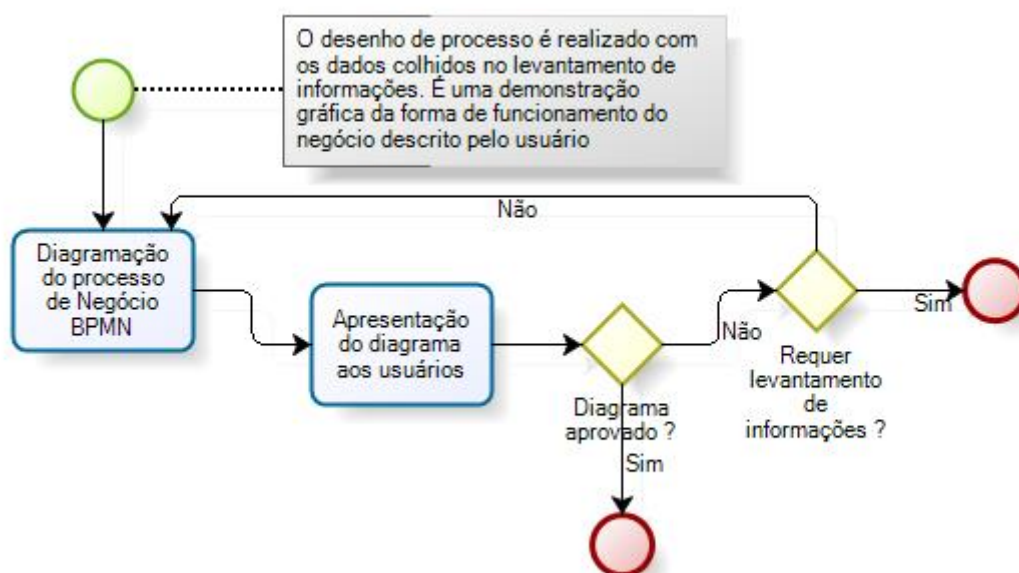 O desenho de processo é realizado com
os dados colhidos no levantamento de
informações. É uma demonstração
gráfica da forma de funcionamento do
negócio descrito pelo usuário
Não
Diagramação
do processo
de Negócio
BPMN
Apresentação
do diagrama
aos usuários
Diagrama
aprovado ?
Sim
Não
Requer
levantamento
de
informações ?
Sim